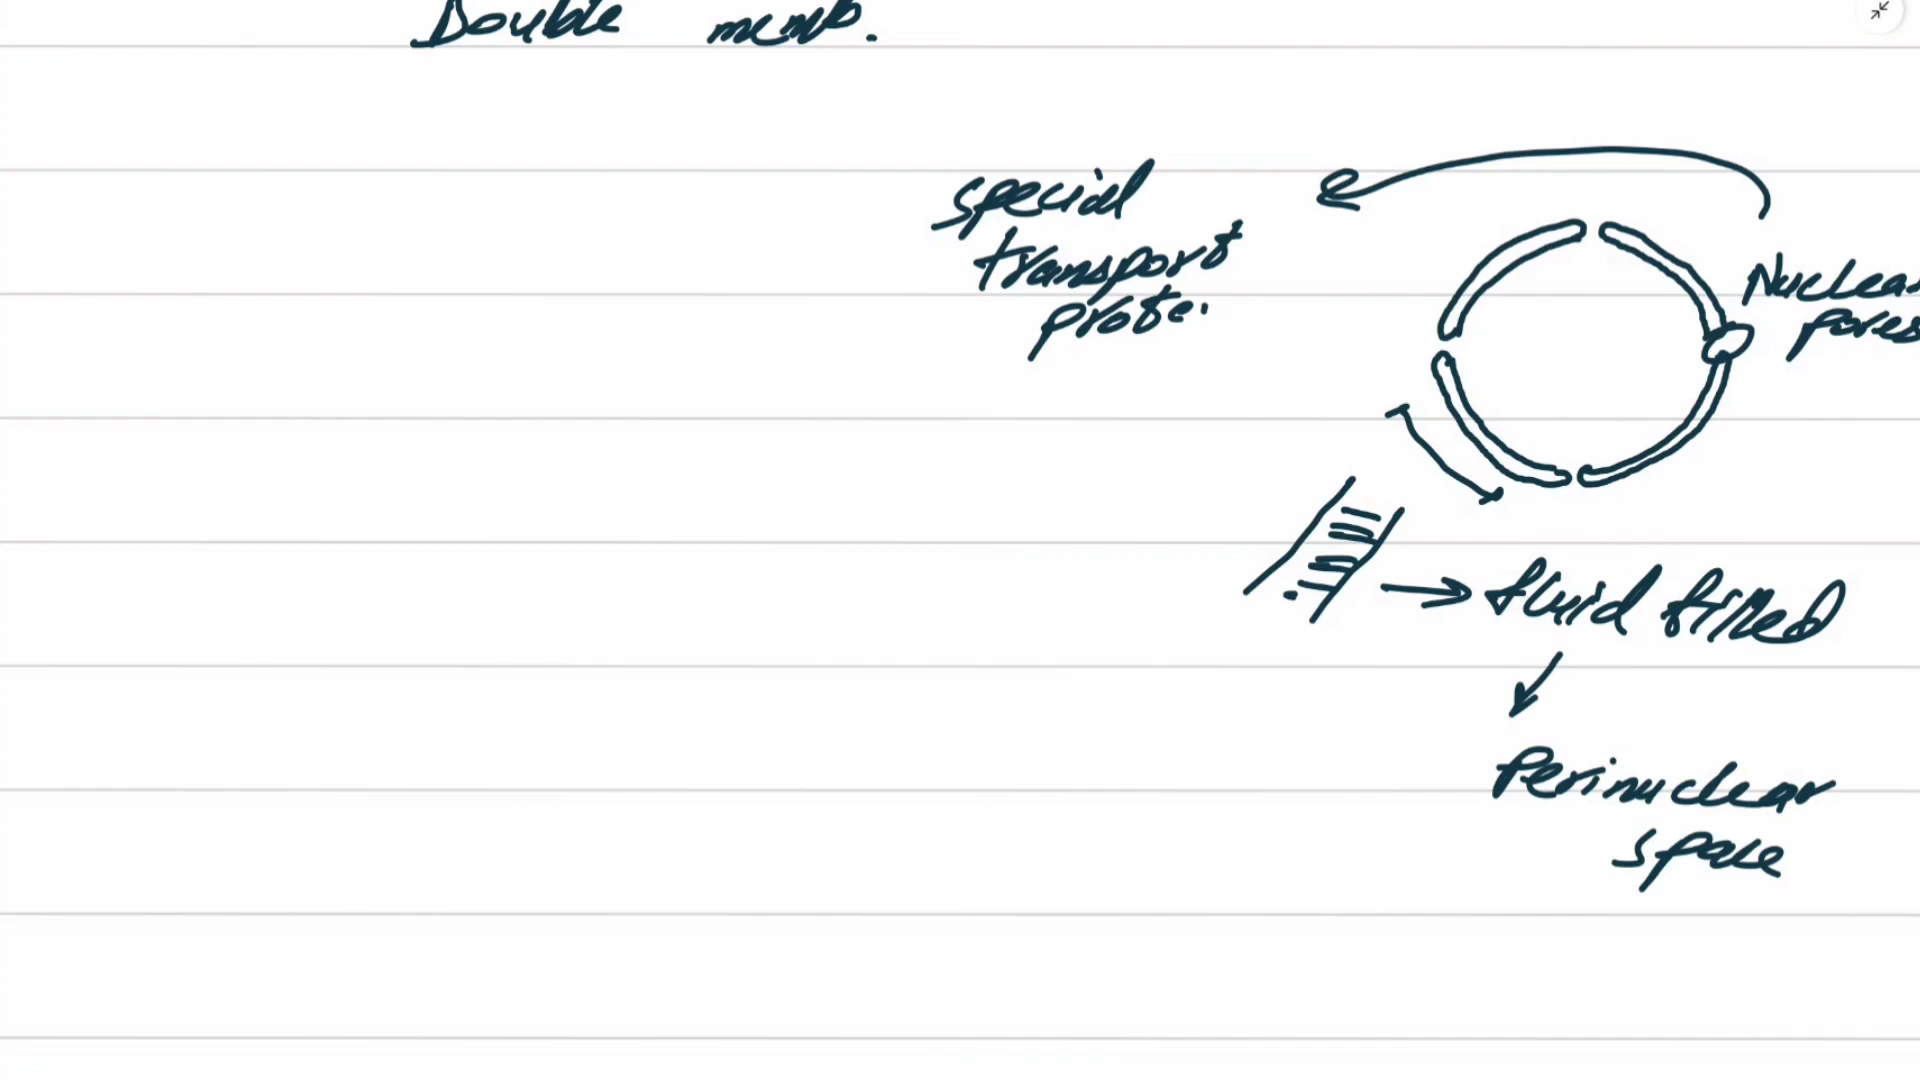 Double memb.
special
transport
prote.
Nuclear
pores
fluid filled
Perinuclear
space